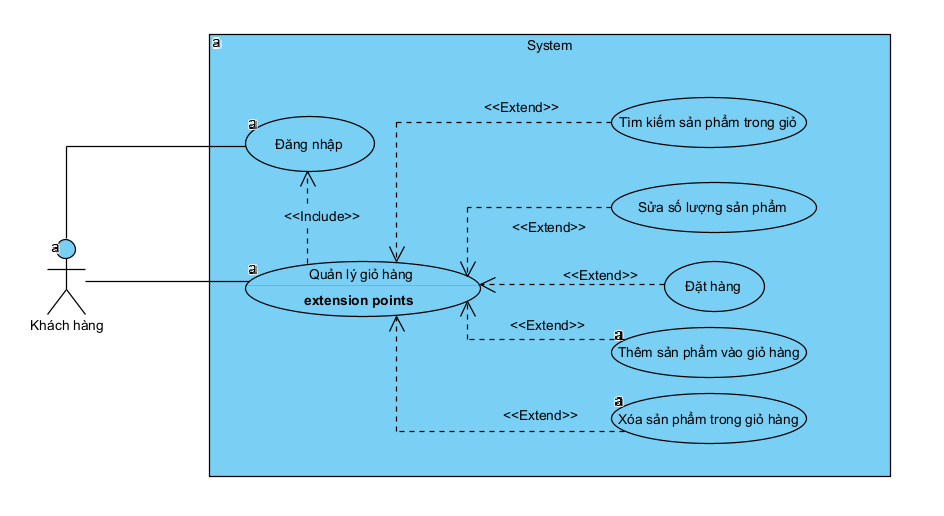 a
System
<<Extend>>
Tìm kiếm sản phẩm trong giỏ
a
Đăng nhập
<<Include>>
Sửa số lượng sản phẩm
<<Extend>>
a
Khách hàng
a
Quản lý giỏ hàng
extension points
<<Extend>>
Đặt hàng
<<Extend>>
a
Thêm sản phẩm vào giỏ hàng
a
<<Extend>>
Xóa sản phẩm trong giỏ hàng